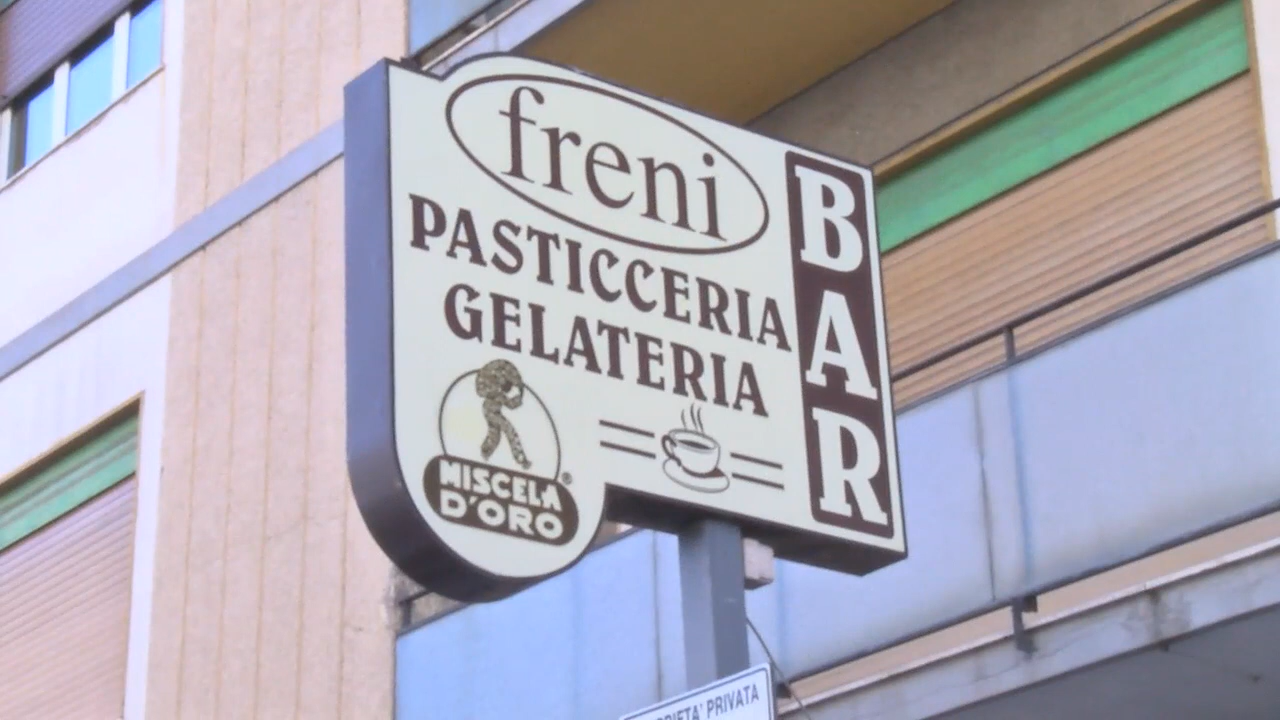 freni
PASTICCERIA
GELATERIA
BAR
MISCELA
D'ORO
PRIVATA